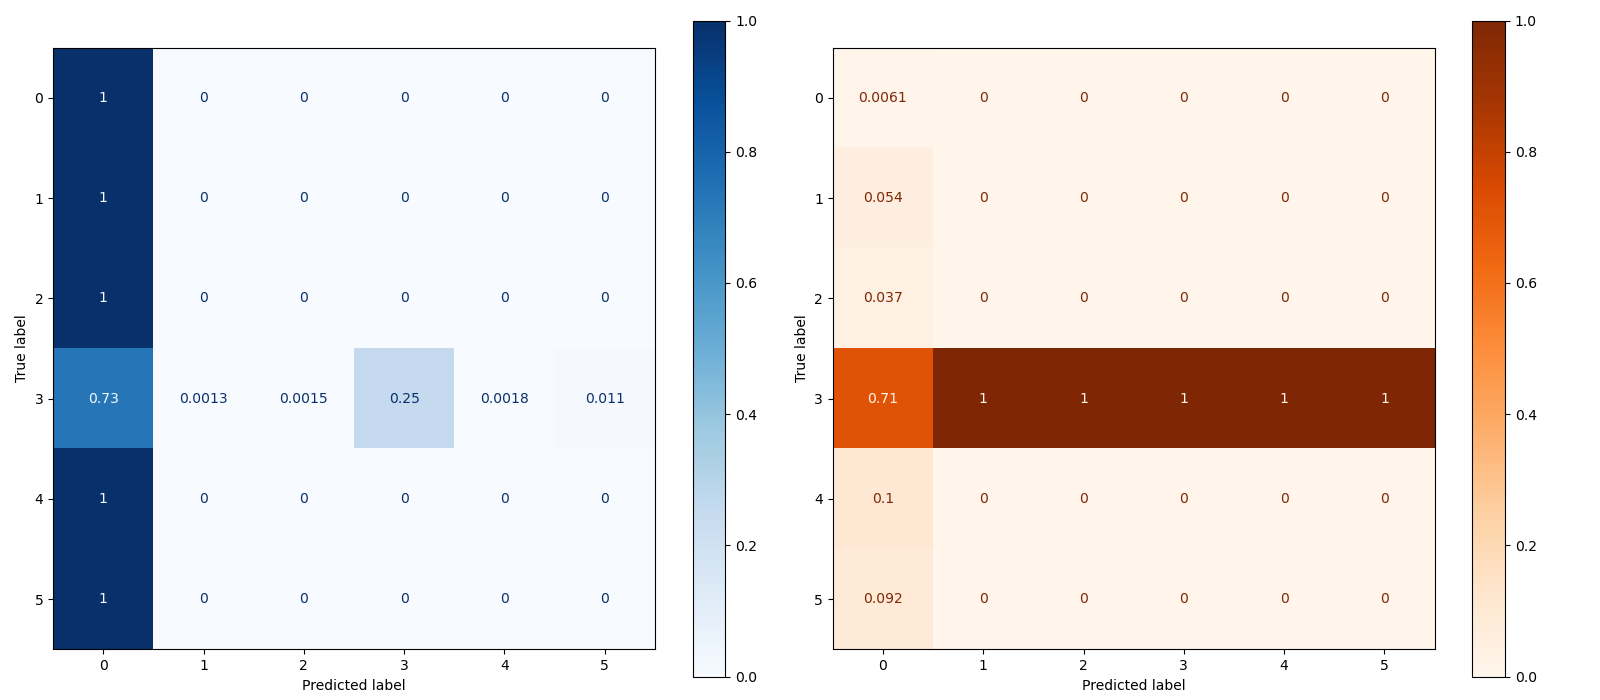 0 1 0 0 0 0 0
1 1 0 0 0 0 0
2 1 0 0 0 0 0
3 0.73 0.0013 0.0015 0.25 0.0018 0.011
4 1 0 0 0 0 0
5 1 0 0 0 0 0
0 1 2 3 4 5
Predicted label
True label
1.0
0.8
0.6
0.4
0.2
0.0
0 0.0061 0 0 0 0 0
1 0.054 0 0 0 0 0
2 0.037 0 0 0 0 0
3 0.71 1 1 1 1 1
4 0.1 0 0 0 0 0
5 0.092 0 0 0 0 0
0 1 2 3 4 5
Predicted label
True label
1.0
0.8
0.6
0.4
0.2
0.0